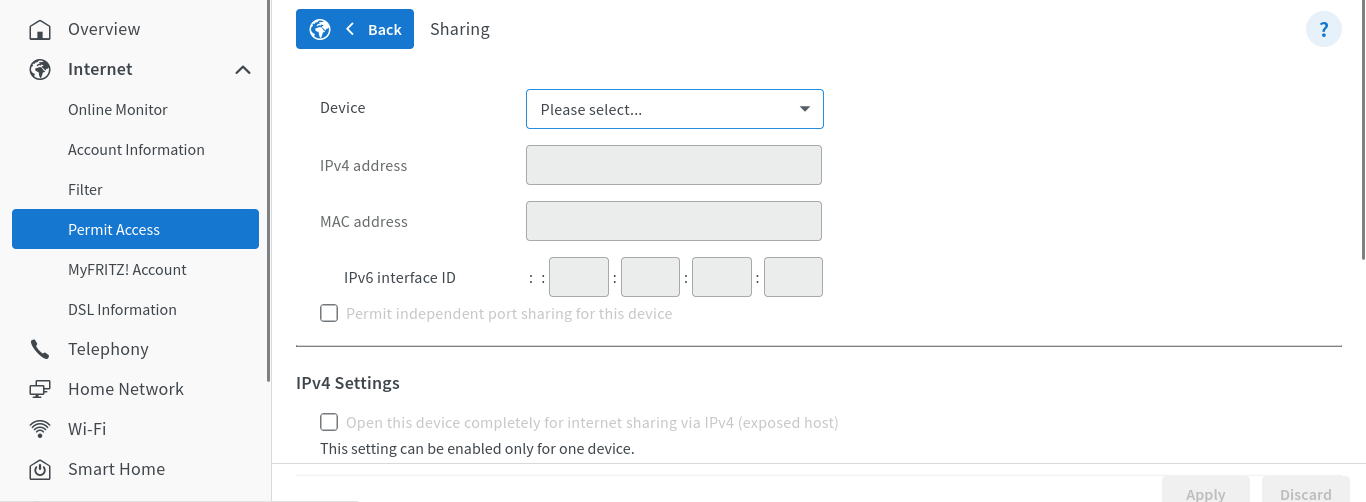 Overview
Internet
Online Monitor
Account Information
Filter
Permit Access
MyFRITZ! Account
DSL Information
Telephony
Home Network
Wi-Fi
Smart Home
Back Sharing
?
Device Please select...
IPv4 address
MAC address
IPv6 interface ID : : : : :
Permit independent port sharing for this device
IPv4 Settings
Open this device completely for internet sharing via IPv4 (exposed host)
This setting can be enabled only for one device.
Apply Discard